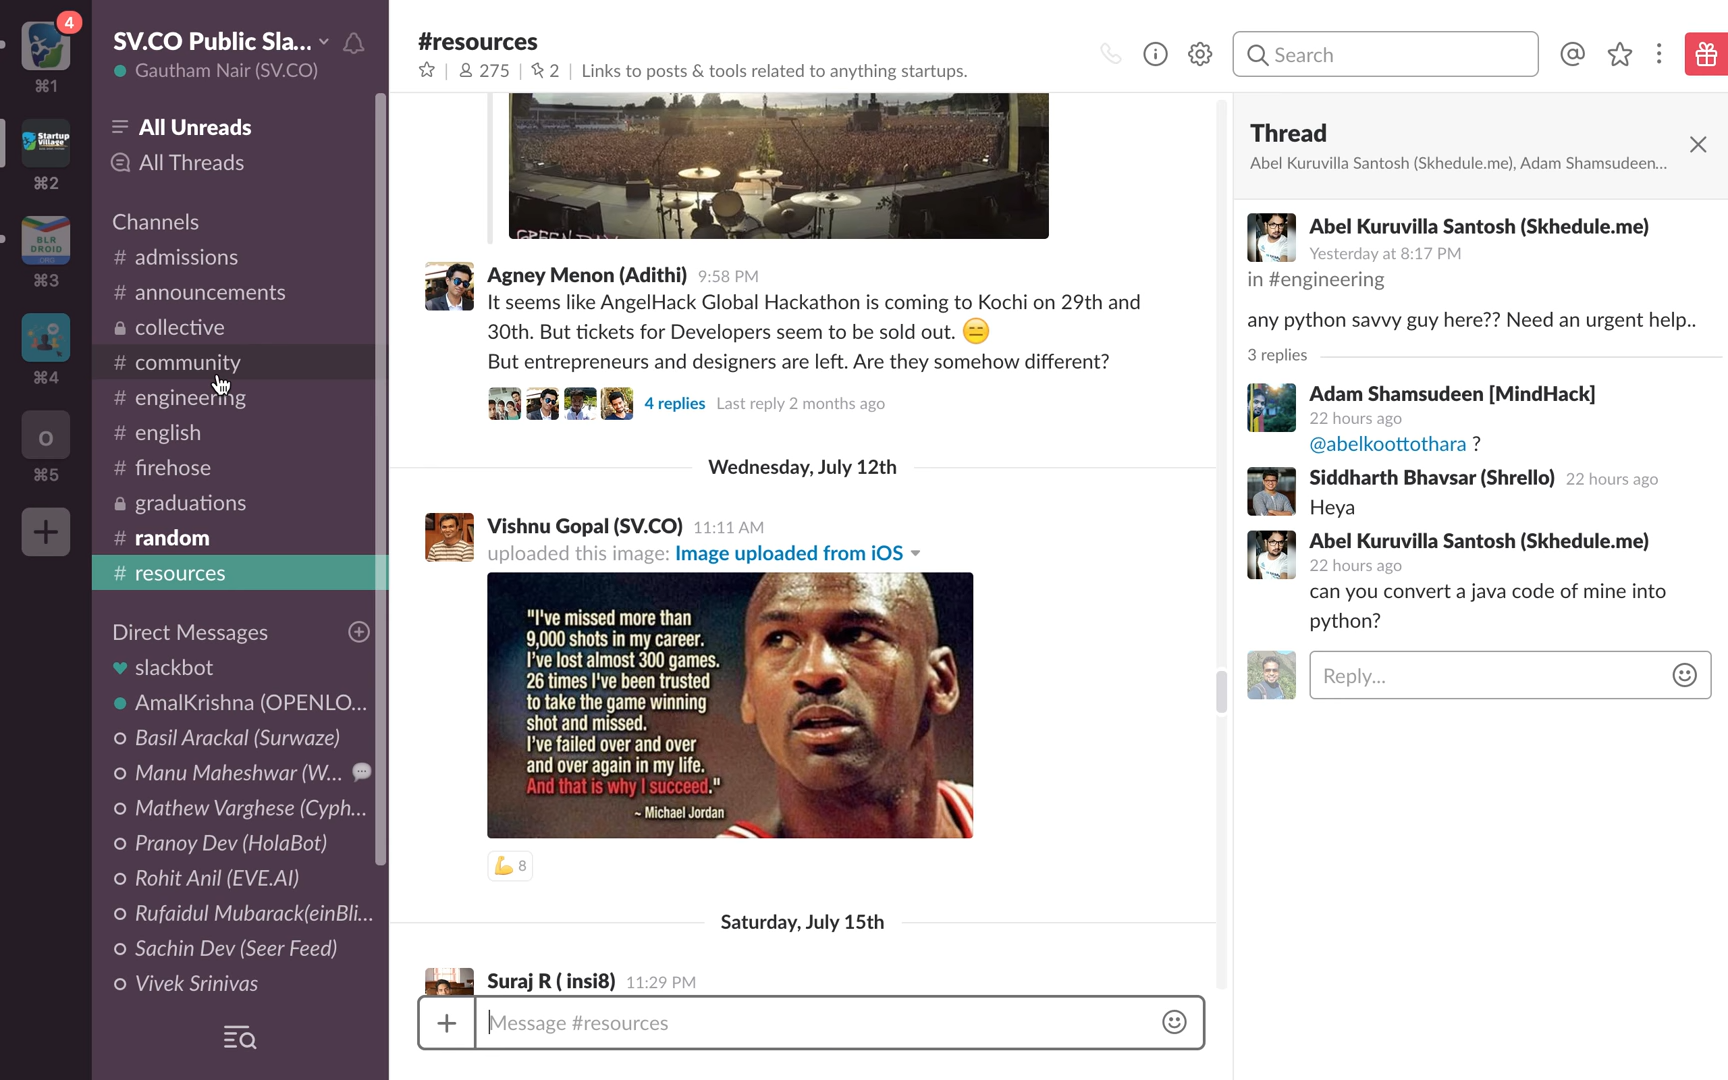 4
⌘1
Startup
Village
⌘2
BLR
DROID
.ORG
⌘3
⌘4
O
⌘5
SV.CO Public Sla...
Gautham Nair (SV.CO)
All Unreads
All Threads
Channels
# admissions
# announcements
collective
# community
# engineering
# english
# firehose
graduations
# random
# resources
Direct Messages
slackbot
AmalKrishna (OPENLO...
Basil Arackal (Surwaze)
Manu Maheshwar (W...
Mathew Varghese (Cyph...
Pranoy Dev (HolaBot)
Rohit Anil (EVE.AI)
Rufaidul Mubarack(einBli...
Sachin Dev (Seer Feed)
Vivek Srinivas
#resources
275 | 2 | Links to posts & tools related to anything startups.
Search
GREEN DAY
Agney Menon (Adithi) 9:58 PM
It seems like AngelHack Global Hackathon is coming to Kochi on 29th and
30th. But tickets for Developers seem to be sold out. 😑
But entrepreneurs and designers are left. Are they somehow different?
4 replies Last reply 2 months ago
Wednesday, July 12th
Vishnu Gopal (SV.CO) 11:11 AM
uploaded this image: Image uploaded from iOS
"I've missed more than
9,000 shots in my career.
I've lost almost 300 games.
26 times I've been trusted
to take the game winning
shot and missed.
I've failed over and over
and over again in my life.
And that is why I succeed."
~ Michael Jordan
💪 8
Saturday, July 15th
Suraj R ( insi8) 11:29 PM
Message #resources
Thread
Abel Kuruvilla Santosh (Skhedule.me), Adam Shamsudeen...
Abel Kuruvilla Santosh (Skhedule.me)
Yesterday at 8:17 PM
in #engineering
any python savvy guy here?? Need an urgent help..
3 replies
Adam Shamsudeen [MindHack]
22 hours ago
@abelkoottothara ?
Siddharth Bhavsar (Shrello) 22 hours ago
Heya
Abel Kuruvilla Santosh (Skhedule.me)
22 hours ago
can you convert a java code of mine into
python?
Reply...